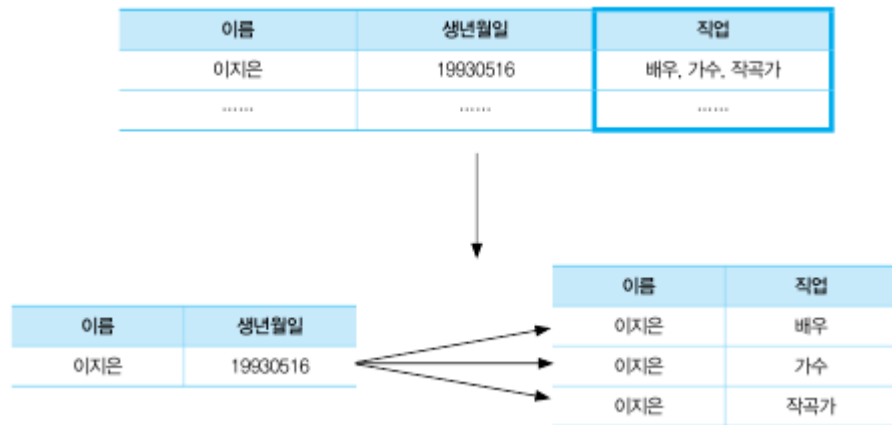 이름 생년월일 직업
이지은 19930516 배우, 가수, 작곡가
...... ...... ......
이름 직업
이름 생년월일
이지은 배우
이지은 19930516
이지은 가수
이지은 작곡가